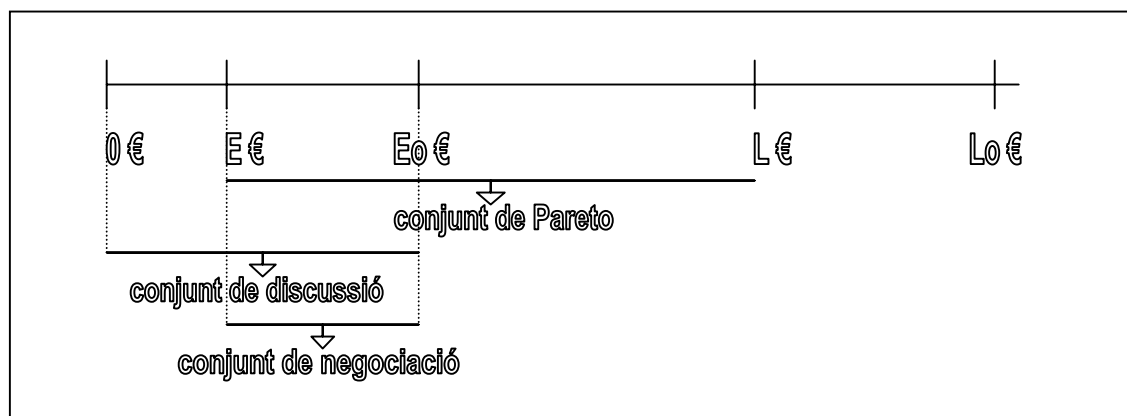 0 € E € Eo € L € Lo €
conjunt de Pareto
conjunt de discussió
conjunt de negociació